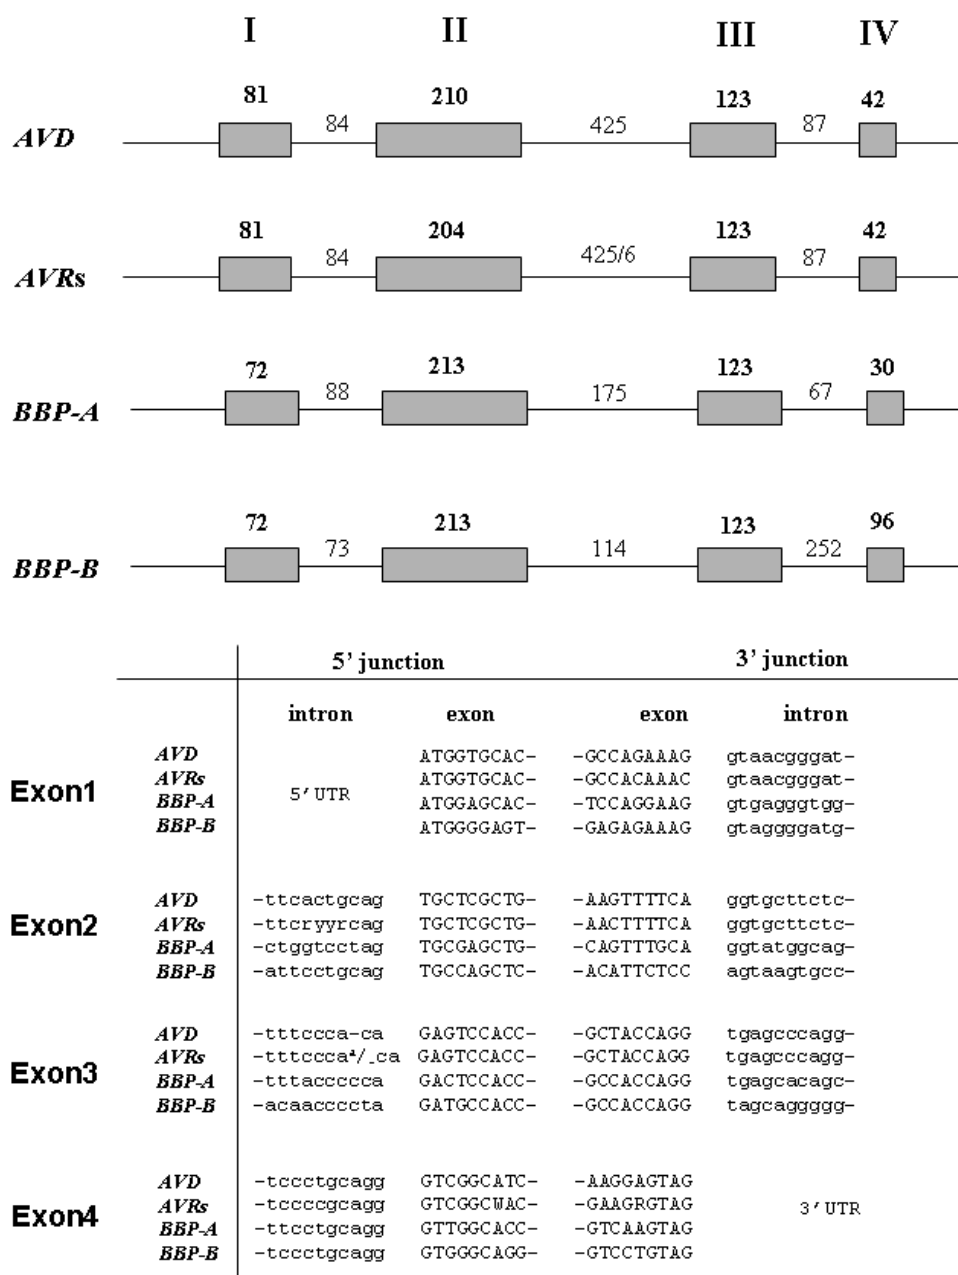 I II III IV
81 84 210 425 123 87 42
AVD
81 84 204 425/6 123 87 42
AVRs
72 88 213 175 123 67 30
BBP-A
72 73 213 114 123 252 96
BBP-B
5' junction 3' junction
intron exon exon intron
Exon1
5' UTR
AVD ATGGTGCAC- -GCCAGAAAG gtaacgggat-
AVRs ATGGTGCAC- -GCCACAAAC gtaacgggat-
BBP-A ATGGAGCAC- -TCCAGGAAG gtgagggtgg-
BBP-B ATGGGGAGT- -GAGAGAAAG gtaggggatg-
Exon2
AVD -ttcactgcag TGCTCGCTG- -AAGTTTTCA ggtgcttctc-
AVRs -ttcryyrcag TGCTCGCTG- -AACTTTTCA ggtgcttctc-
BBP-A -ctggtcctag TGCGAGCTG- -CAGTTTGCA ggtatggcag-
BBP-B -attcctgcag TGCCAGCTC- -ACATTCTCC agtaagtgcc-
Exon3
AVD -tttccca-ca GAGTCCACC- -GCTACCAGG tgagcccagg-
AVRs -tttcccaª/-ca GAGTCCACC- -GCTACCAGG tgagcccagg-
BBP-A -tttaccccca GACTCCACC- -GCCACCAGG tgagcacagc-
BBP-B -acaaccccta GATGCCACC- -GCCACCAGG tagcaggggg-
Exon4
AVD -tccctgcagg GTCGGCATC- -AAGGAGTAG
AVRs -tccccgcagg GTCGGCWAC- -GAAGRGTAG
BBP-A -ttcctgcagg GTTGGCACC- -GTCAAGTAG
BBP-B -tccctgcagg GTGGGCAGG- -GTCCTGTAG
3' UTR